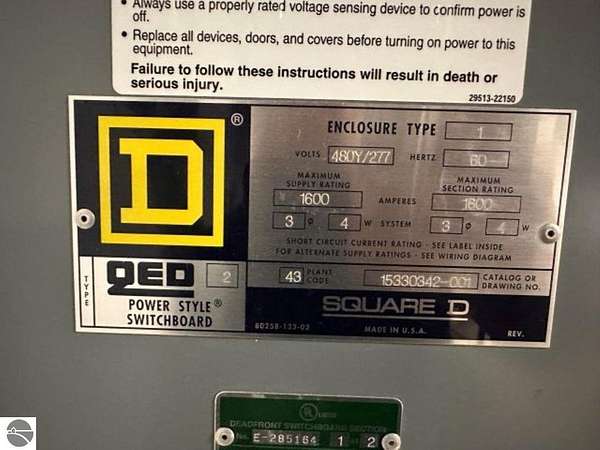 • Always use a properly rated voltage sensing device to confirm power is
off.
• Replace all devices, doors, and covers before turning on power to this
equipment.
Failure to follow these instructions will result in death or
serious injury.
29513-22150
D ®
ENCLOSURE TYPE 1
VOLTS 480Y/277 HERTZ 60
MAXIMUM SUPPLY RATING MAXIMUM SECTION RATING
1600 AMPERES 1600
3 ø 4 W SYSTEM 3 ø 4 W
SHORT CIRCUIT CURRENT RATING - SEE LABEL INSIDE
FOR ALTERNATE SUPPLY RATINGS - SEE WIRING DIAGRAM
TYPE QED 2
POWER STYLE®
SWITCHBOARD
43 PLANT CODE 15330342-001 CATALOG OR DRAWING NO.
SQUARE D
80258-123-02 MADE IN U.S.A. REV.
UL LISTED
DEADFRONT SWITCHBOARD SECTION
No. E-285164 1 of 2